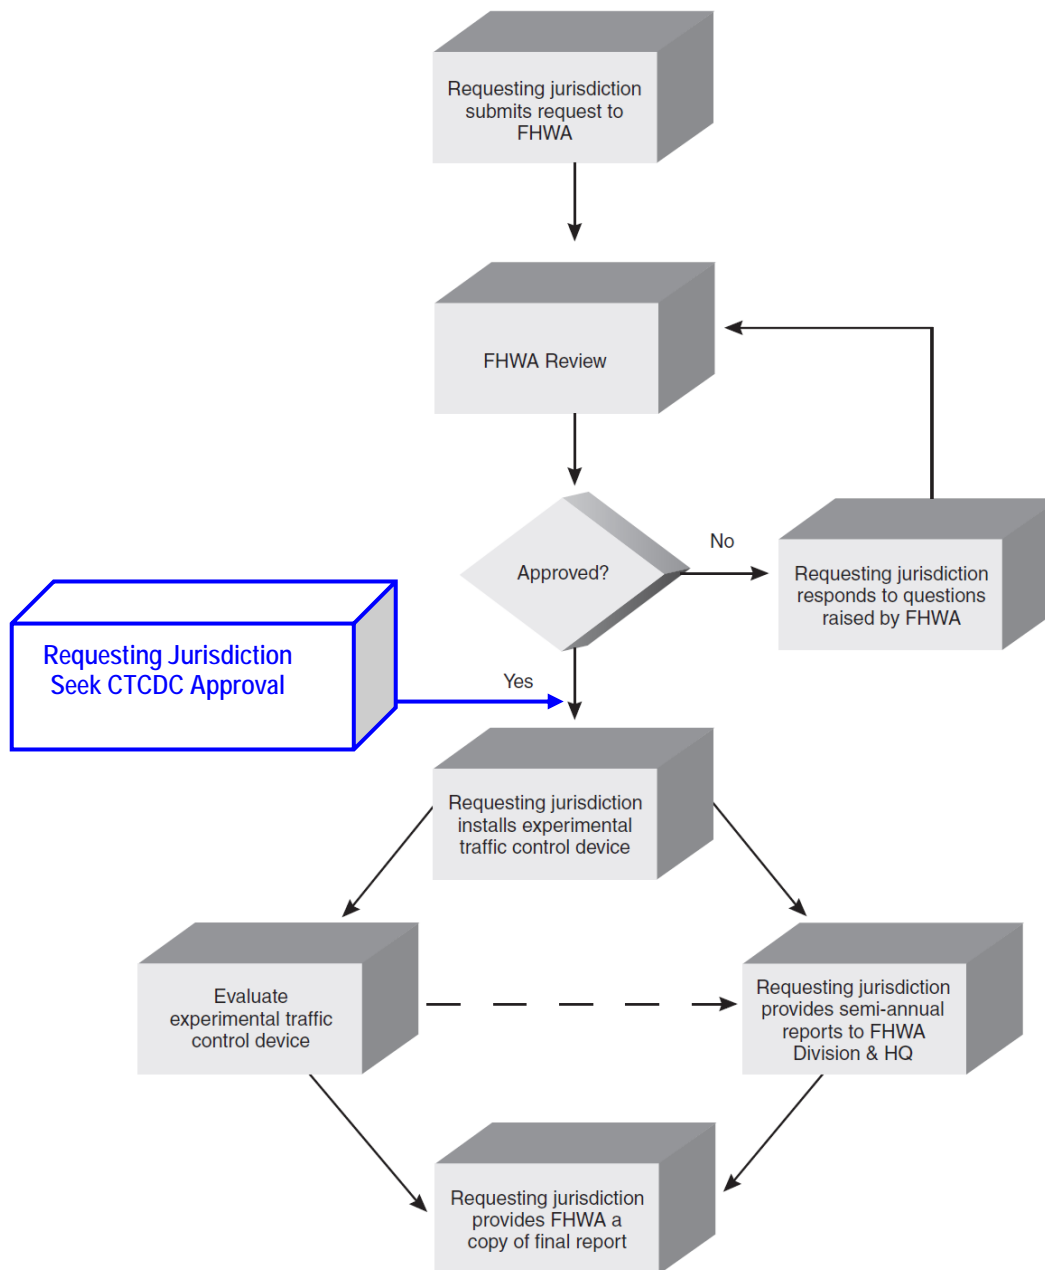 Requesting jurisdiction
submits request to
FHWA
FHWA Review
Approved?
No
Requesting jurisdiction
responds to questions
raised by FHWA
Requesting Jurisdiction
Seek CTCDC Approval
Yes
Requesting jurisdiction
installs experimental
traffic control device
Evaluate
experimental traffic
control device
Requesting jurisdiction
provides semi-annual
reports to FHWA
Division & HQ
Requesting jurisdiction
provides FHWA a
copy of final report